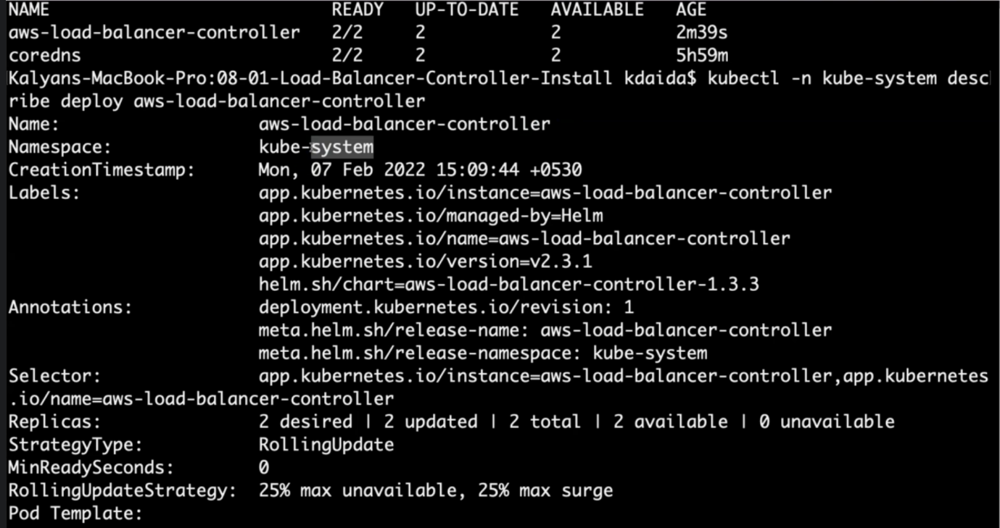 NAME READY UP-TO-DATE AVAILABLE AGE
aws-load-balancer-controller 2/2 2 2 2m39s
coredns 2/2 2 2 5h59m
Kalyans-MacBook-Pro:08-01-Load-Balancer-Controller-Install kdaida$ kubectl -n kube-system desc
ribe deploy aws-load-balancer-controller
Name: aws-load-balancer-controller
Namespace: kube-system
CreationTimestamp: Mon, 07 Feb 2022 15:09:44 +0530
Labels: app.kubernetes.io/instance=aws-load-balancer-controller
app.kubernetes.io/managed-by=Helm
app.kubernetes.io/name=aws-load-balancer-controller
app.kubernetes.io/version=v2.3.1
helm.sh/chart=aws-load-balancer-controller-1.3.3
Annotations: deployment.kubernetes.io/revision: 1
meta.helm.sh/release-name: aws-load-balancer-controller
meta.helm.sh/release-namespace: kube-system
Selector: app.kubernetes.io/instance=aws-load-balancer-controller,app.kubernetes
.io/name=aws-load-balancer-controller
Replicas: 2 desired | 2 updated | 2 total | 2 available | 0 unavailable
StrategyType: RollingUpdate
MinReadySeconds: 0
RollingUpdateStrategy: 25% max unavailable, 25% max surge
Pod Template: